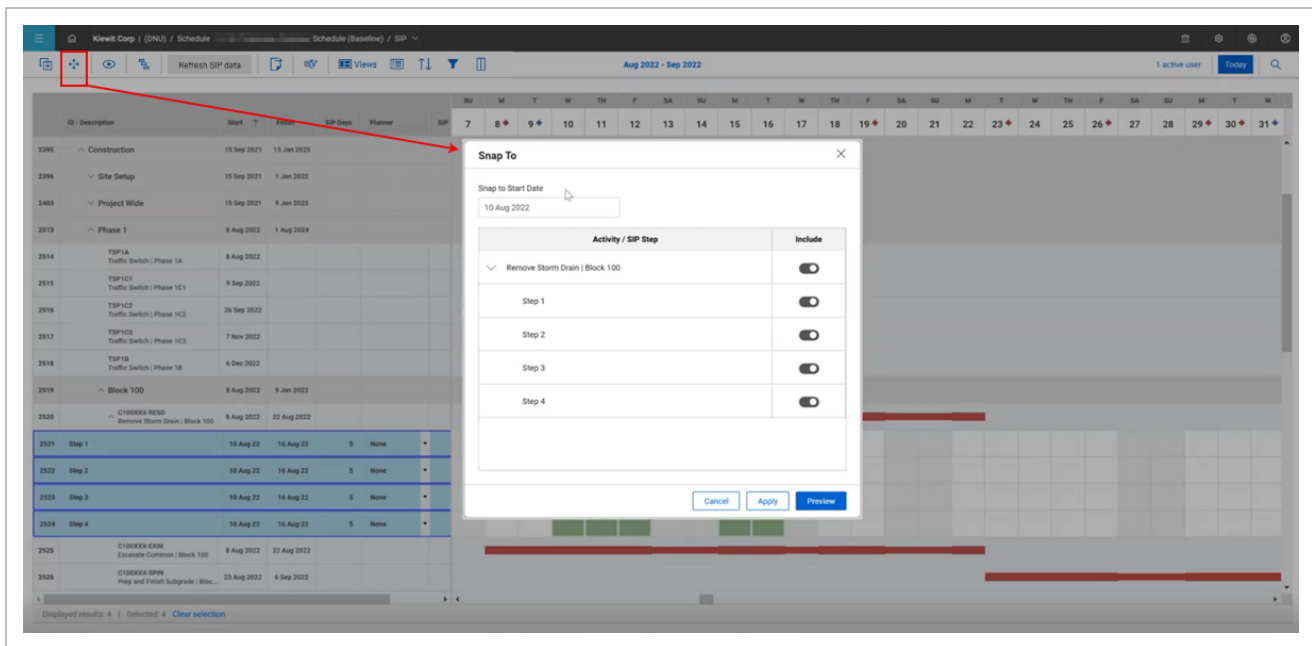 Kiewit Corp | (DNU) / Schedule Schedule (Baseline) / SIP
Refresh SIP data Views Aug 2022 - Sep 2022 1 active user Today
SU M T W TH F SA SU M T W TH F SA SU M T W TH F SA SU M T W
ID - Description Start Finish SIP Days Planner SIP 7 8 9 10 11 12 13 14 15 16 17 18 19 20 21 22 23 24 25 26 27 28 29 30 31
2395 Construction 15 Sep 2021 15 Jan 2025
2396 Site Setup 15 Sep 2021 1 Jan 2022
2403 Project Wide 15 Sep 2021 9 Jan 2025
2513 Phase 1 8 Aug 2022 1 Aug 2024
2514 TSP1A 8 Aug 2022
Traffic Switch | Phase 1A
2515 TSP1C1 9 Sep 2022
Traffic Switch | Phase 1C1
2516 TSP1C2 26 Sep 2022
Traffic Switch | Phase 1C2
2517 TSP1C3 7 Nov 2022
Traffic Switch | Phase 1C3
2518 TSP1B 6 Dec 2022
Traffic Switch | Phase 1B
2519 Block 100 8 Aug 2022 9 Jan 2023
2520 C100XXX-RESD 8 Aug 2022 22 Aug 2022
Remove Storm Drain | Block 100
2521 Step 1 10 Aug 22 16 Aug 22 5 None
2522 Step 2 10 Aug 22 16 Aug 22 5 None
2523 Step 3 10 Aug 22 16 Aug 22 5 None
2524 Step 4 10 Aug 22 16 Aug 22 5 None
2525 C100XXX-EXIN 8 Aug 2022 22 Aug 2022
Excavate Common | Block 100
2526 C100XXX-SPIN 23 Aug 2022 6 Sep 2022
Prep and Finish Subgrade | Bloc...
Displayed results: 4 | Selected: 4 Clear selection
Snap To
Snap to Start Date
10 Aug 2022
Activity / SIP Step Include
Remove Storm Drain | Block 100
Step 1
Step 2
Step 3
Step 4
Cancel Apply Preview